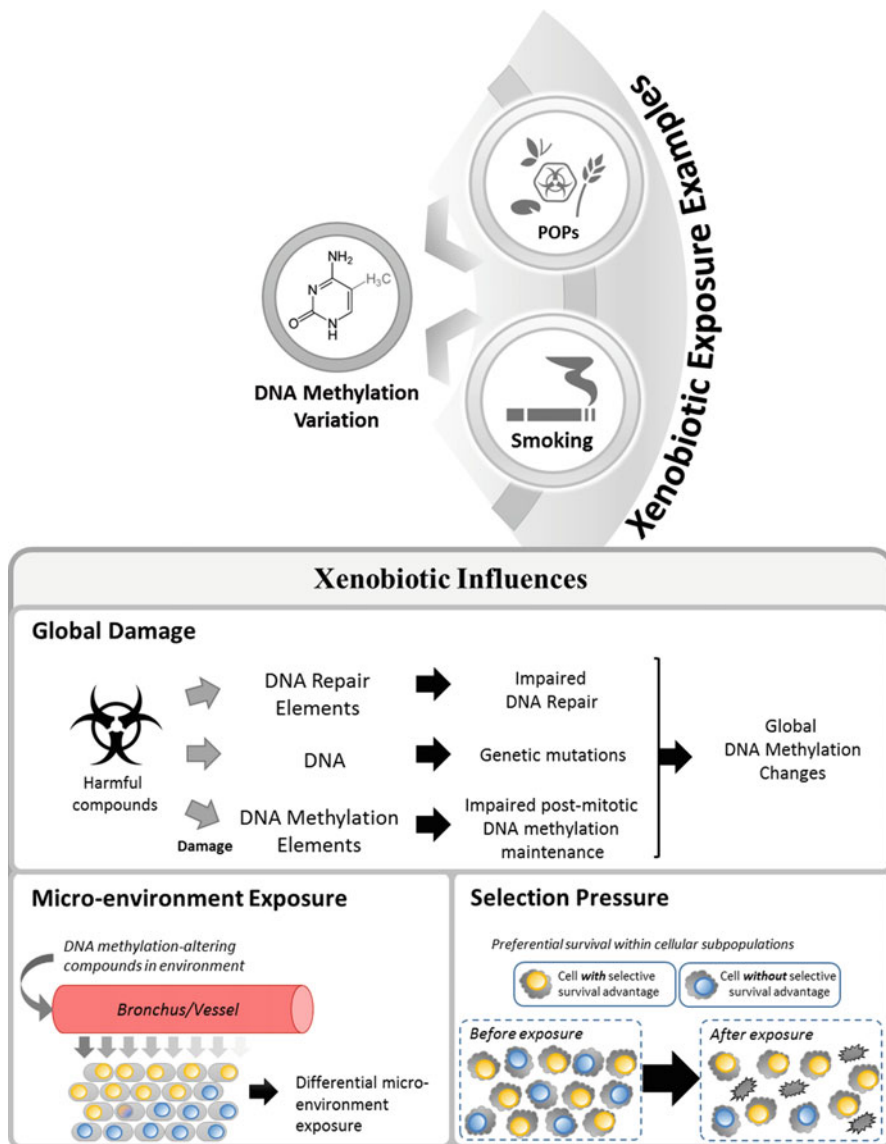 Xenobiotic Exposure Examples
POPs
NH₂
H₃C
N
O
N
H
DNA Methylation
Variation
Smoking
Xenobiotic Influences
Global Damage
Harmful
compounds
Damage
DNA Repair
Elements
DNA
DNA Methylation
Elements
Impaired
DNA Repair
Genetic mutations
Impaired post-mitotic
DNA methylation
maintenance
Global
DNA Methylation
Changes
Micro-environment Exposure
DNA methylation-altering
compounds in environment
Bronchus/Vessel
Differential micro-
environment
exposure
Selection Pressure
Preferential survival within cellular subpopulations
Cell with selective
survival advantage
Cell without selective
survival advantage
Before exposure
After exposure